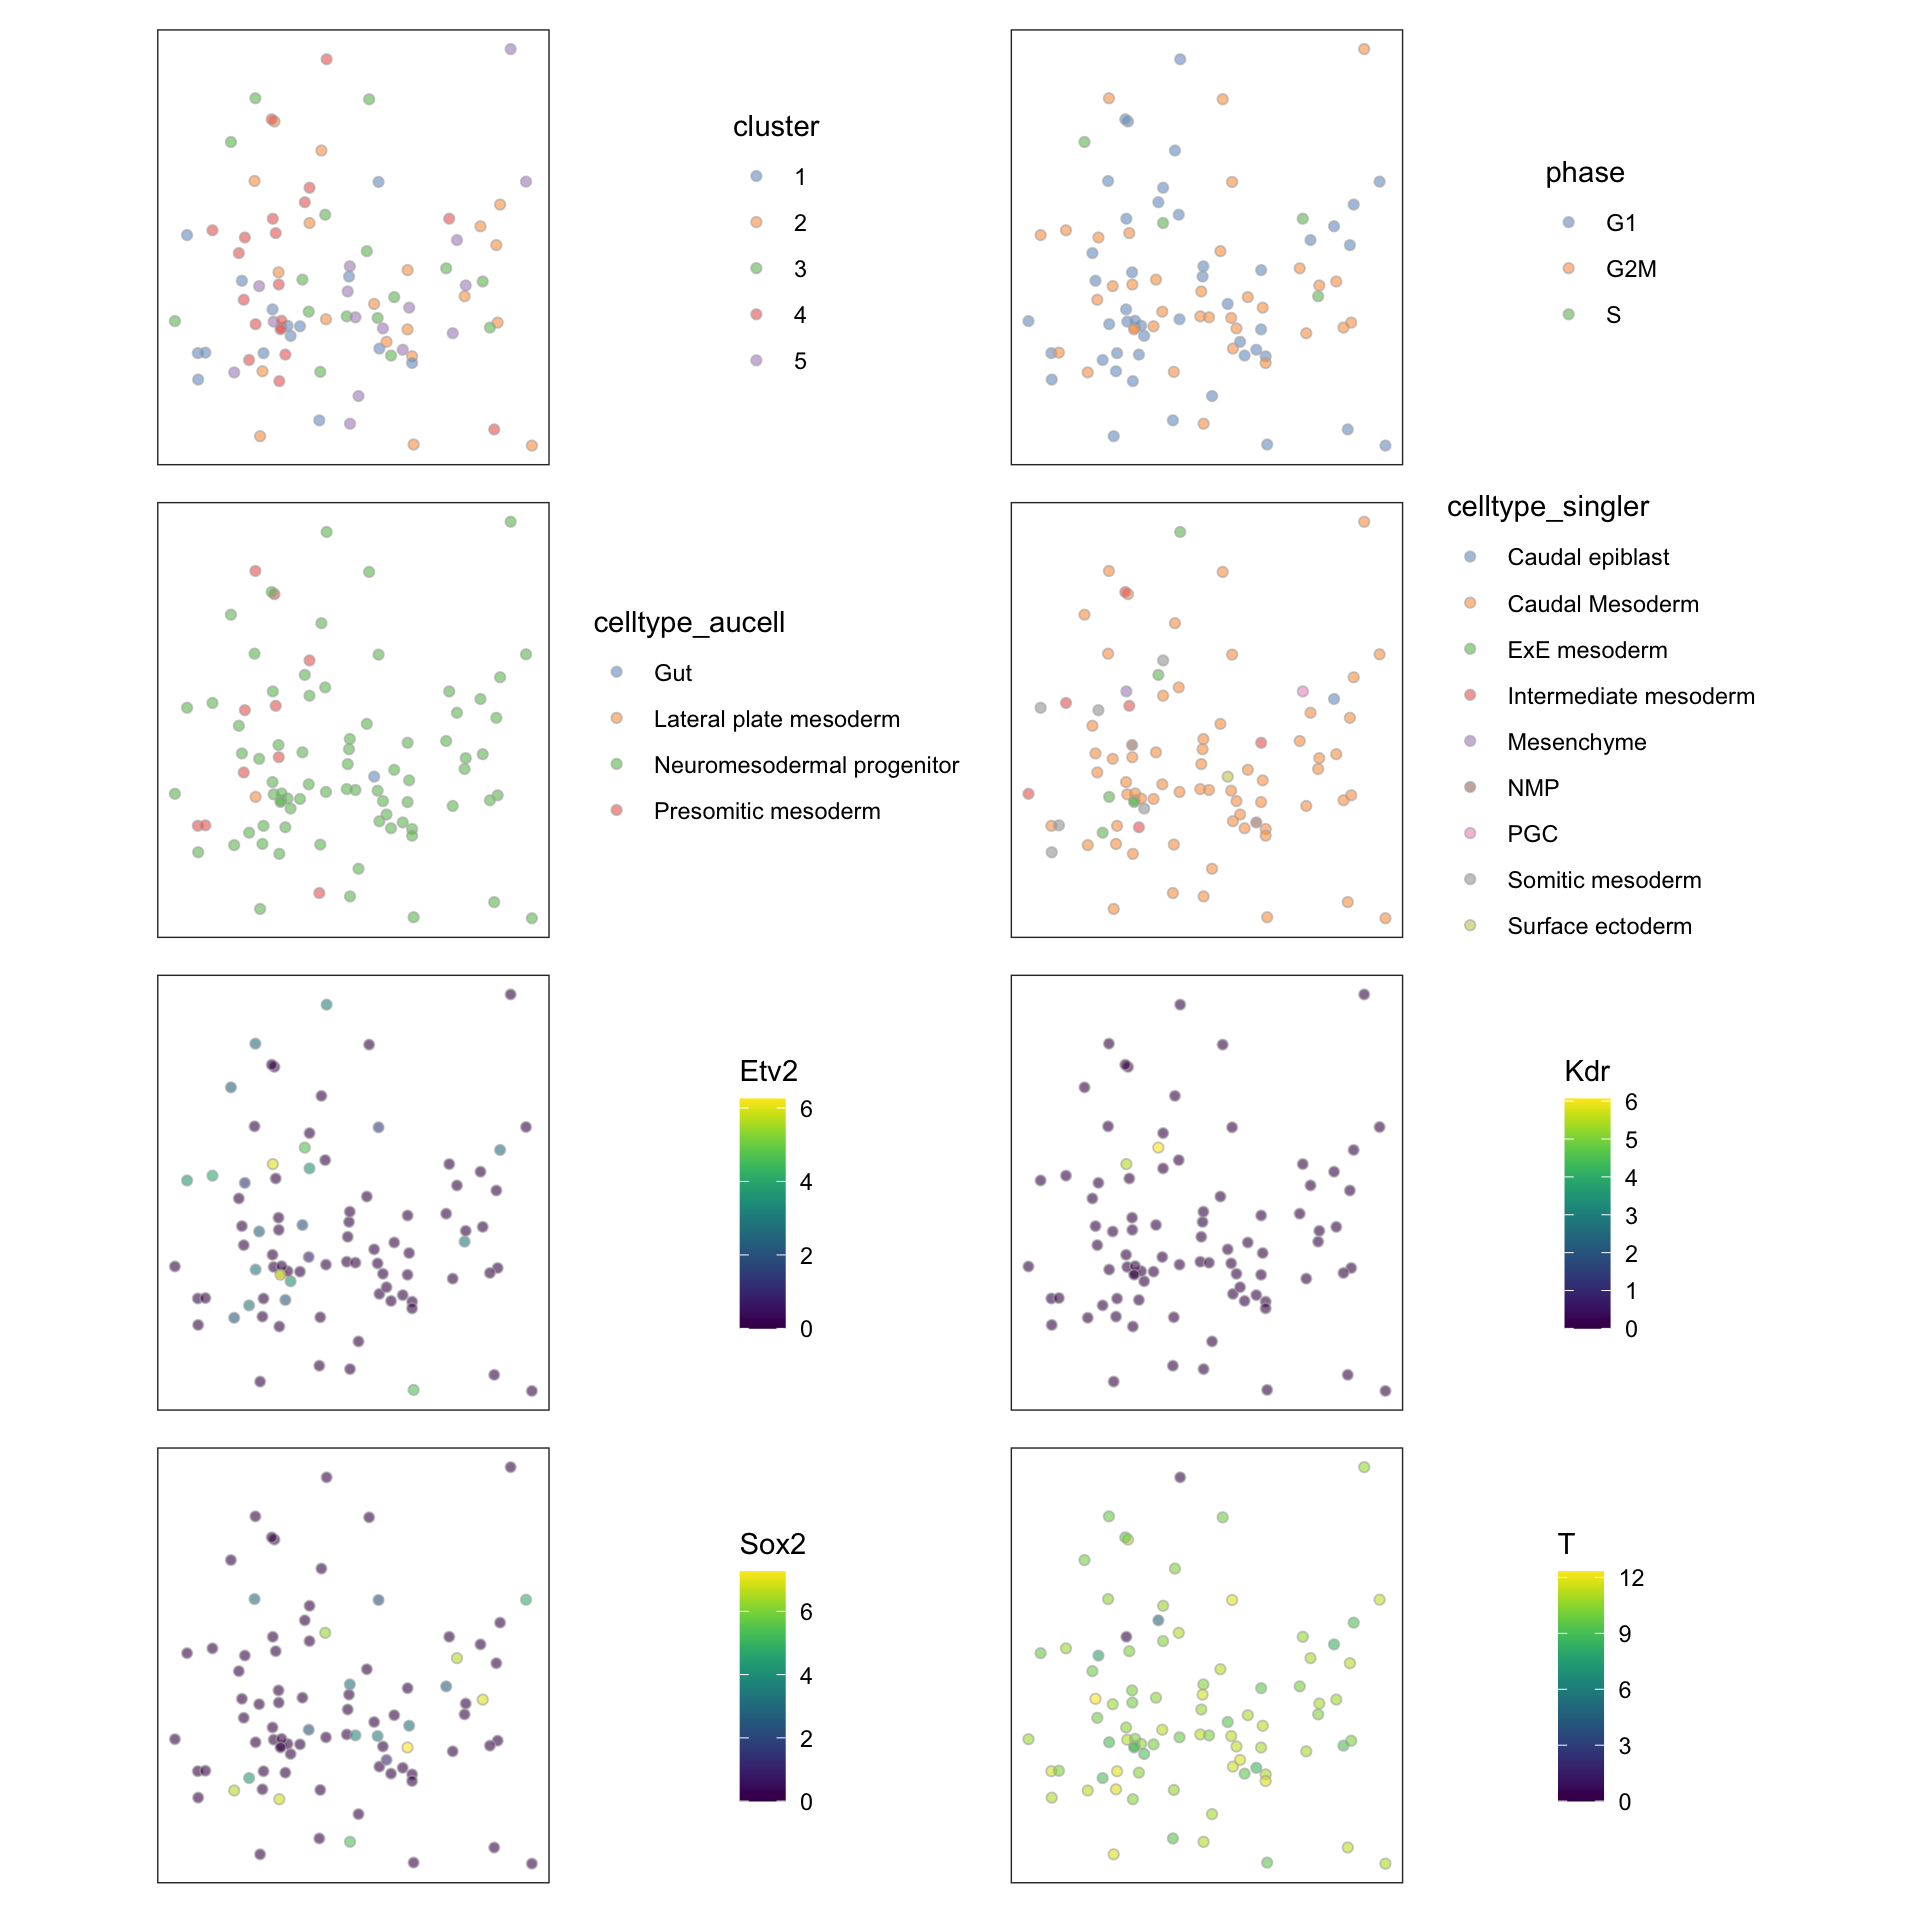 cluster
1
2
3
4
5
phase
G1
G2M
S
celltype_aucell
Gut
Lateral plate mesoderm
Neuromesodermal progenitor
Presomitic mesoderm
celltype_singler
Caudal epiblast
Caudal Mesoderm
ExE mesoderm
Intermediate mesoderm
Mesenchyme
NMP
PGC
Somitic mesoderm
Surface ectoderm
Etv2
6
4
2
0
Kdr
6
5
4
3
2
1
0
Sox2
6
4
2
0
T
12
9
6
3
0